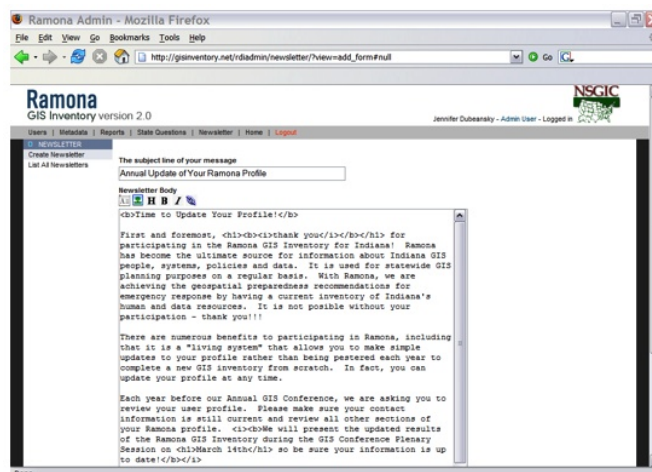 Ramona Admin - Mozilla Firefox
File Edit View Go Bookmarks Tools Help
http://gisinventory.net/rdiadmin/newsletter/?view=add_form#null
Go
NSGIC
Ramona
GIS Inventory version 2.0
Jennifer Dubeansky - Admin User - Logged in
Users | Metadata | Reports | State Questions | Newsletter | Home | Logout
NEWSLETTER
Create Newsletter
List All Newsletters
The subject line of your message
Annual Update of Your Ramona Profile
Newsletter Body
H B I
<b>Time to Update Your Profile!</b>
First and foremost, <h1><b><i>thank you</i></b></h1> for
participating in the Ramona GIS Inventory for Indiana! Ramona
has become the ultimate source for information about Indiana GIS
people, systems, policies and data. It is used for statewide GIS
planning purposes on a regular basis. With Ramona, we are
achieving the geospatial preparedness recommendations for
emergency response by having a current inventory of Indiana's
human and data resources. It is not posible without your
participation - thank you!!!
There are numerous benefits to participating in Ramona, including
that it is a "living system" that allows you to make simple
updates to your profile rather than being pestered each year to
complete a new GIS inventory from scratch. In fact, you can
update your profile at any time.
Each year before our Annual GIS Conference, we are asking you to
review your user profile. Please make sure your contact
information is still current and review all other sections of
your Ramona profile. <i><b>We will present the updated results
of the Ramona GIS Inventory during the GIS Conference Plenary
Session on <h1>March 14th</h1> so be sure your information is up
to date!</b></i>